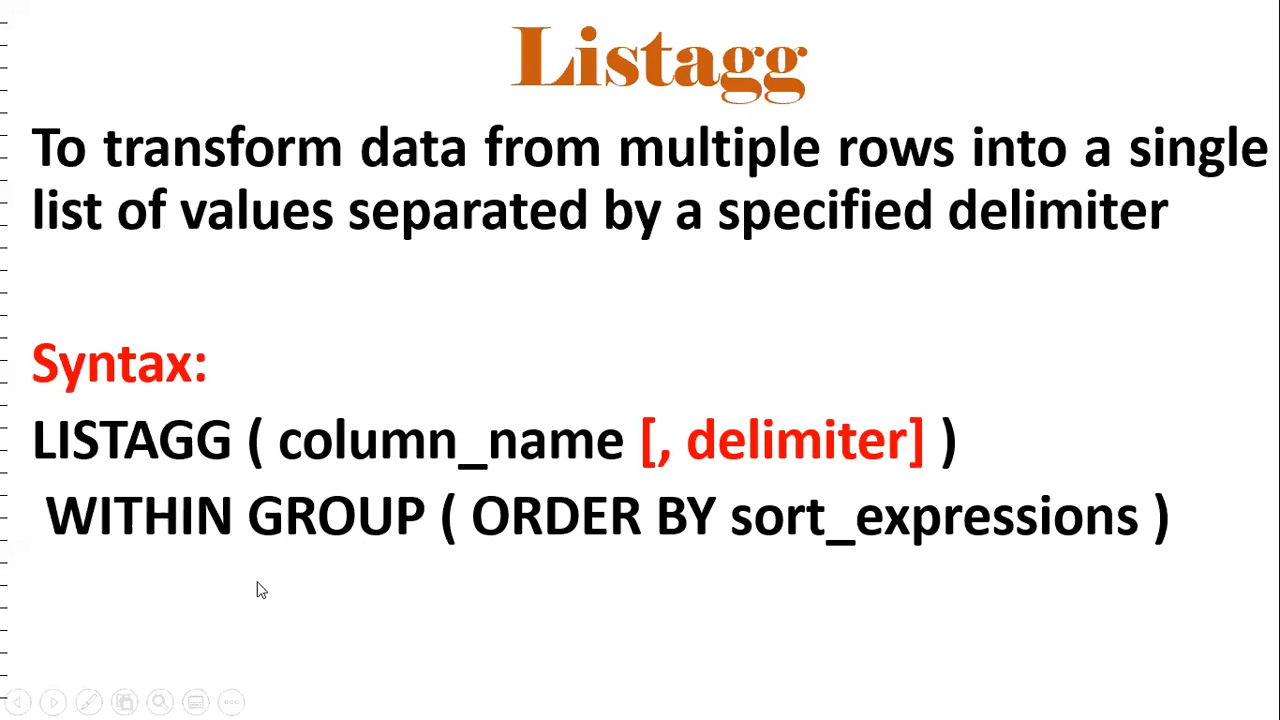 Listagg
To transform data from multiple rows into a single
list of values separated by a specified delimiter
Syntax:
LISTAGG ( column_name [, delimiter] )
WITHIN GROUP ( ORDER BY sort_expressions )